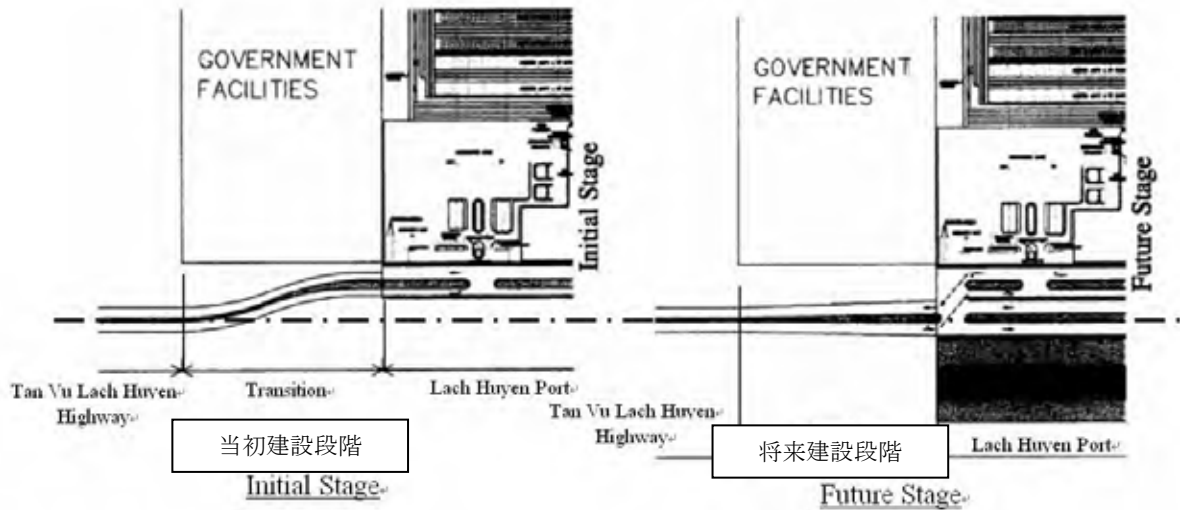 GOVERNMENT
FACILITIES
Initial Stage
Tan Vu Lach Huyen
Highway
Transition
Lach Huyen Port
当初建設段階
Initial Stage
GOVERNMENT
FACILITIES
Future Stage
Tan Vu Lach Huyen
Highway
Lach Huyen Port
将来建設段階
Future Stage